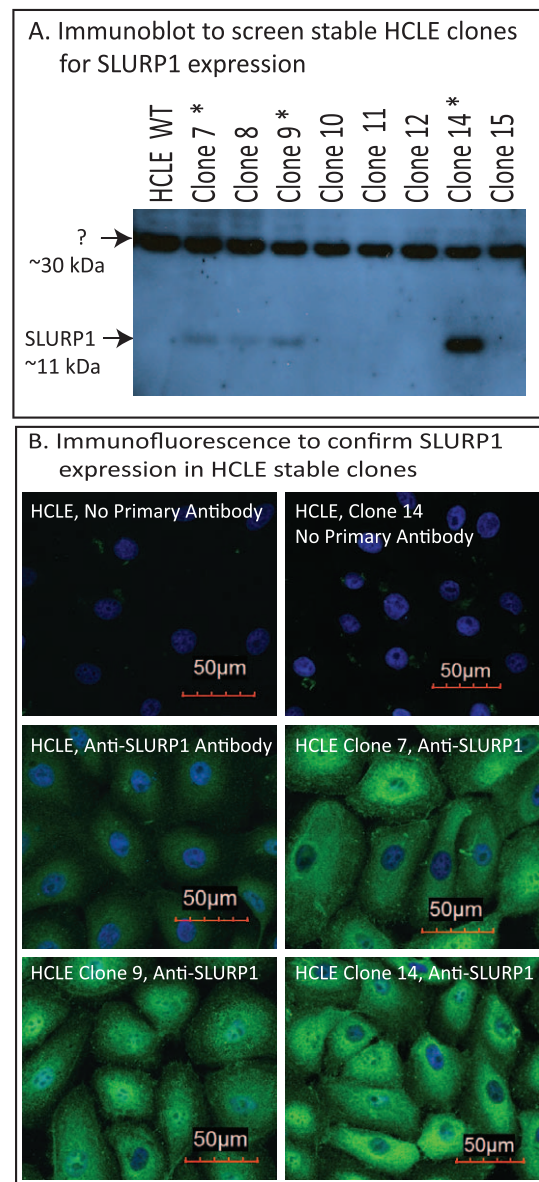 A. Immunoblot to screen stable HCLE clones
for SLURP1 expression
HCLE WT
Clone 7 *
Clone 8
Clone 9 *
Clone 10
Clone 11
Clone 12
Clone 14 *
Clone 15
?
~30 kDa
SLURP1
~11 kDa
B. Immunofluorescence to confirm SLURP1
expression in HCLE stable clones
HCLE, No Primary Antibody
50µm
HCLE, Clone 14
No Primary Antibody
50µm
HCLE, Anti-SLURP1 Antibody
50µm
HCLE Clone 7, Anti-SLURP1
50µm
HCLE Clone 9, Anti-SLURP1
50µm
HCLE Clone 14, Anti-SLURP1
50µm